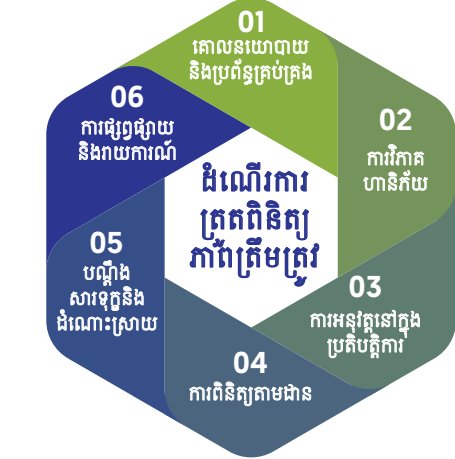 01
គោលនយោបាយ
និងប្រព័ន្ធគ្រប់គ្រង
02
ការវិភាគ
ហានិភ័យ
03
ការអនុវត្តនៅក្នុង
ប្រតិបត្តិការ
04
ការពិនិត្យតាមដាន
05
បណ្តឹង
សារទុក្ខនិង
ដំណោះស្រាយ
06
ការផ្សព្វផ្សាយ
និងរាយការណ៍
ដំណើរការ
ត្រួតពិនិត្យ
ភាពត្រឹមត្រូវ